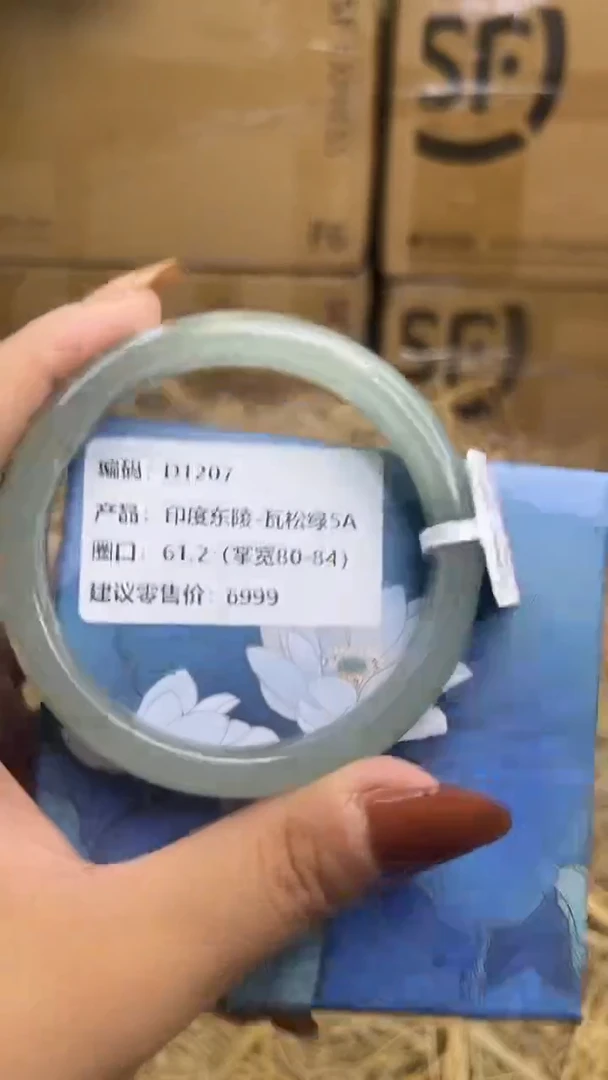 SF
SF
编码：D1207
产品：印度东陵-瓦松绿5A
圈口：61.2（掌宽80-84）
建议零售价：6999